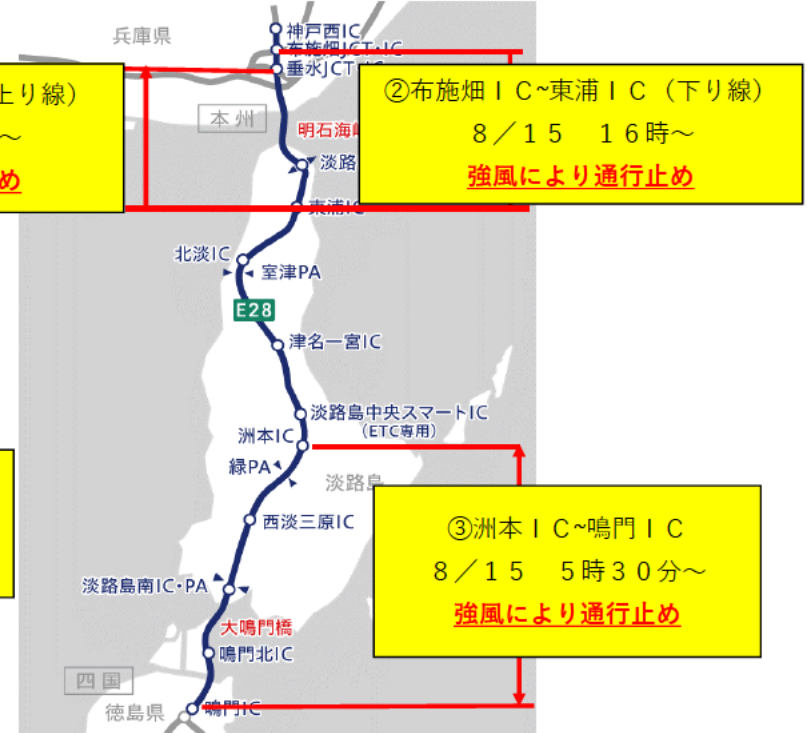 兵庫県
神戸西IC
布施畑JCT・IC
垂水JCT・IC
上り線）
～
め
②布施畑ＩＣ~東浦ＩＣ（下り線）
８／１５　１６時～
強風により通行止め
本州
明石海峡
淡路
東浦IC
北淡IC
室津PA
E28
津名一宮IC
淡路島中央スマートIC
（ETC専用）
洲本IC
緑PA
淡路島
西淡三原IC
③洲本ＩＣ~鳴門ＩＣ
８／１５　５時３０分～
強風により通行止め
淡路島南IC・PA
大鳴門橋
鳴門北IC
四国
徳島県
鳴門IC